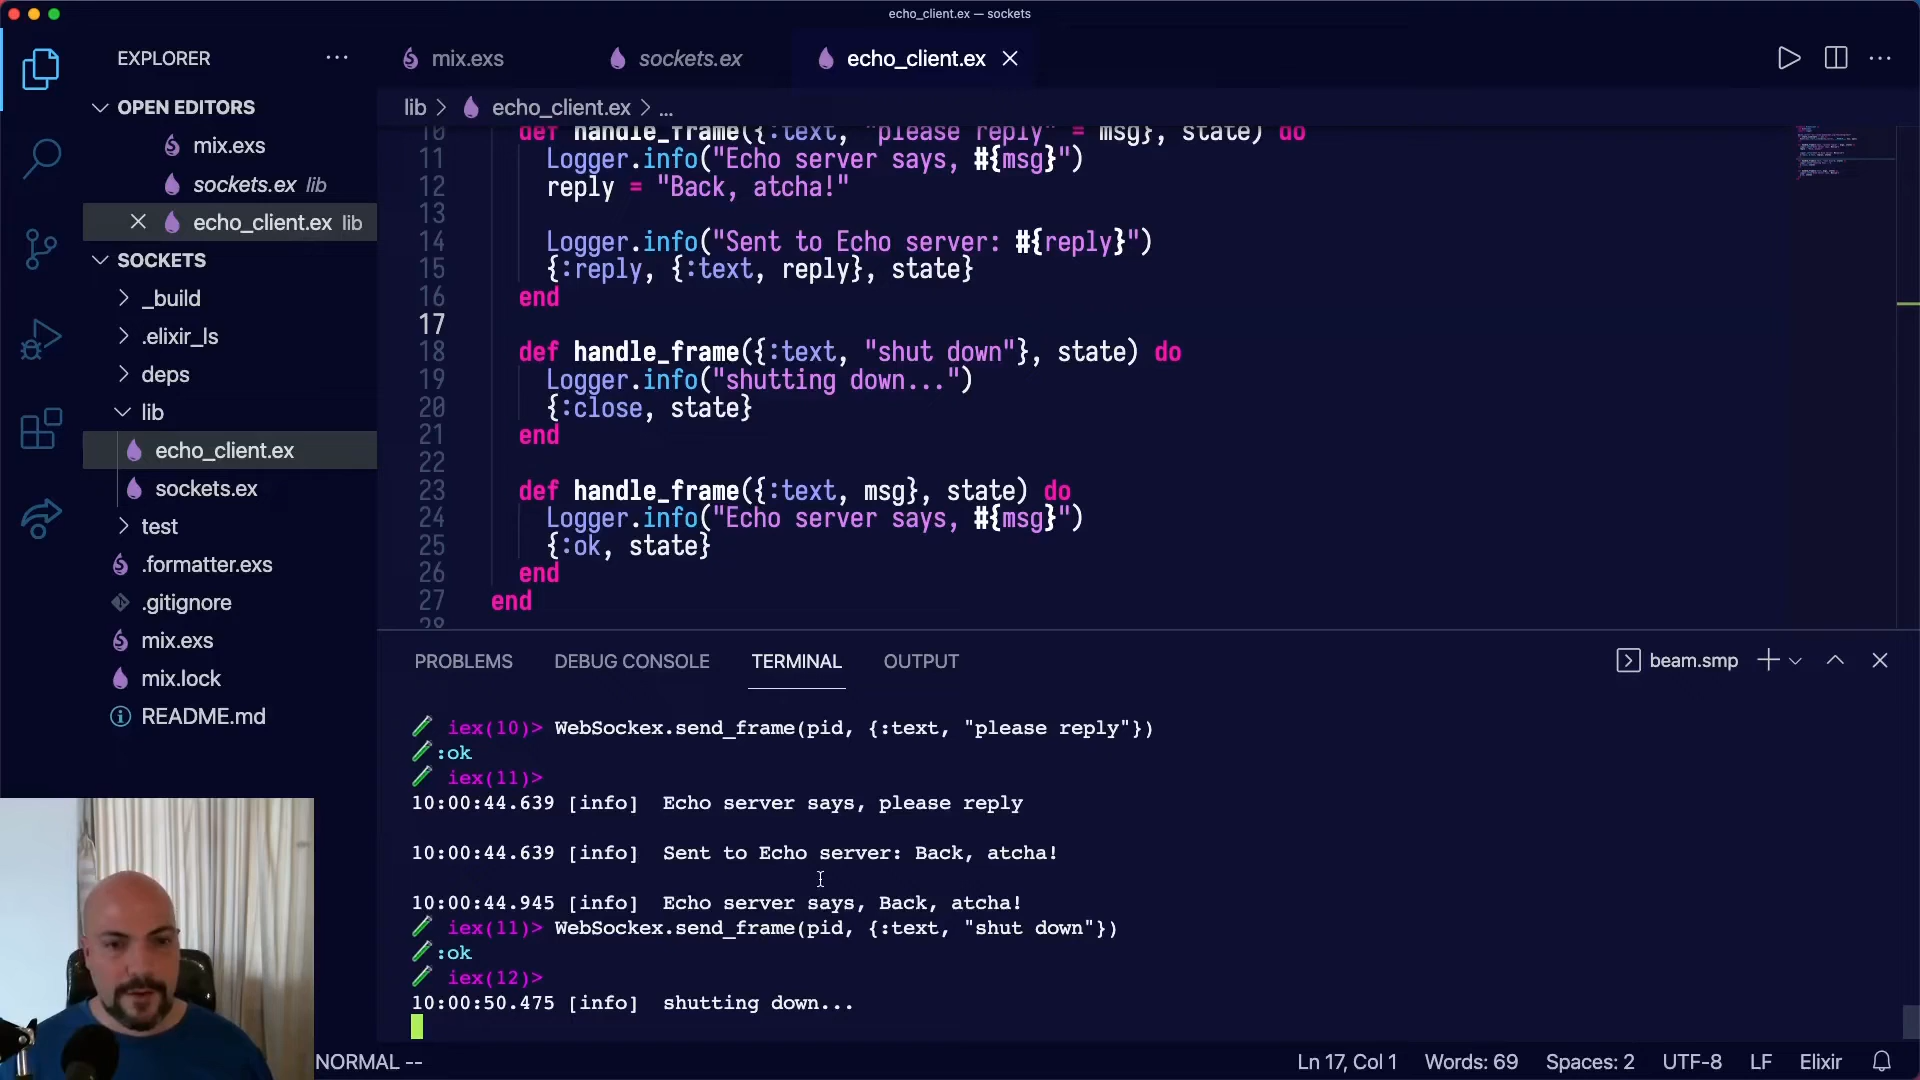 echo_client.ex — sockets
EXPLORER
mix.exs
sockets.ex
echo_client.ex
OPEN EDITORS
mix.exs
sockets.ex lib
echo_client.ex lib
SOCKETS
_build
.elixir_ls
deps
lib
echo_client.ex
sockets.ex
test
.formatter.exs
.gitignore
mix.exs
mix.lock
README.md
lib > echo_client.ex > ...
10 def handle_frame({:text, "please reply" = msg}, state) do
11 Logger.info("Echo server says, #{msg}")
12 reply = "Back, atcha!"
13
14 Logger.info("Sent to Echo server: #{reply}")
15 {:reply, {:text, reply}, state}
16 end
17
18 def handle_frame({:text, "shut down"}, state) do
19 Logger.info("shutting down...")
20 {:close, state}
21 end
22
23 def handle_frame({:text, msg}, state) do
24 Logger.info("Echo server says, #{msg}")
25 {:ok, state}
26 end
27 end
28
PROBLEMS DEBUG CONSOLE TERMINAL OUTPUT
beam.smp
iex(10)> WebSockex.send_frame(pid, {:text, "please reply"})
:ok
iex(11)>
10:00:44.639 [info] Echo server says, please reply
10:00:44.639 [info] Sent to Echo server: Back, atcha!
10:00:44.945 [info] Echo server says, Back, atcha!
iex(11)> WebSockex.send_frame(pid, {:text, "shut down"})
:ok
iex(12)>
10:00:50.475 [info] shutting down...
NORMAL --
Ln 17, Col 1 Words: 69 Spaces: 2 UTF-8 LF Elixir